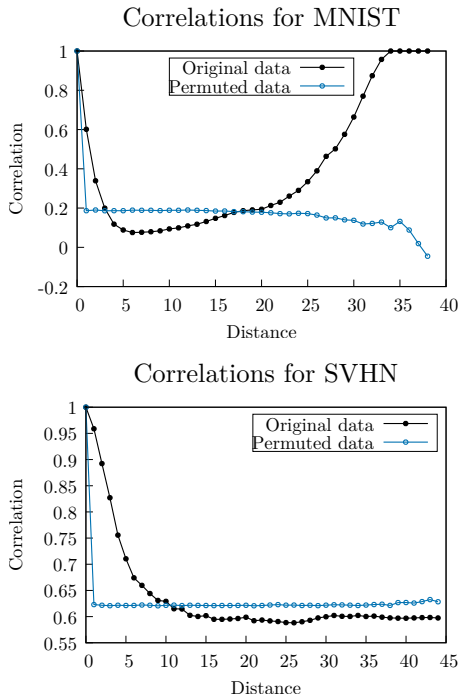 Correlations for MNIST
1
0.8
0.6
0.4
0.2
0
-0.2
Correlation
Original data
Permuted data
0 5 10 15 20 25 30 35 40
Distance
Correlations for SVHN
1
0.95
0.9
0.85
0.8
0.75
0.7
0.65
0.6
0.55
Correlation
Original data
Permuted data
0 5 10 15 20 25 30 35 40 45
Distance